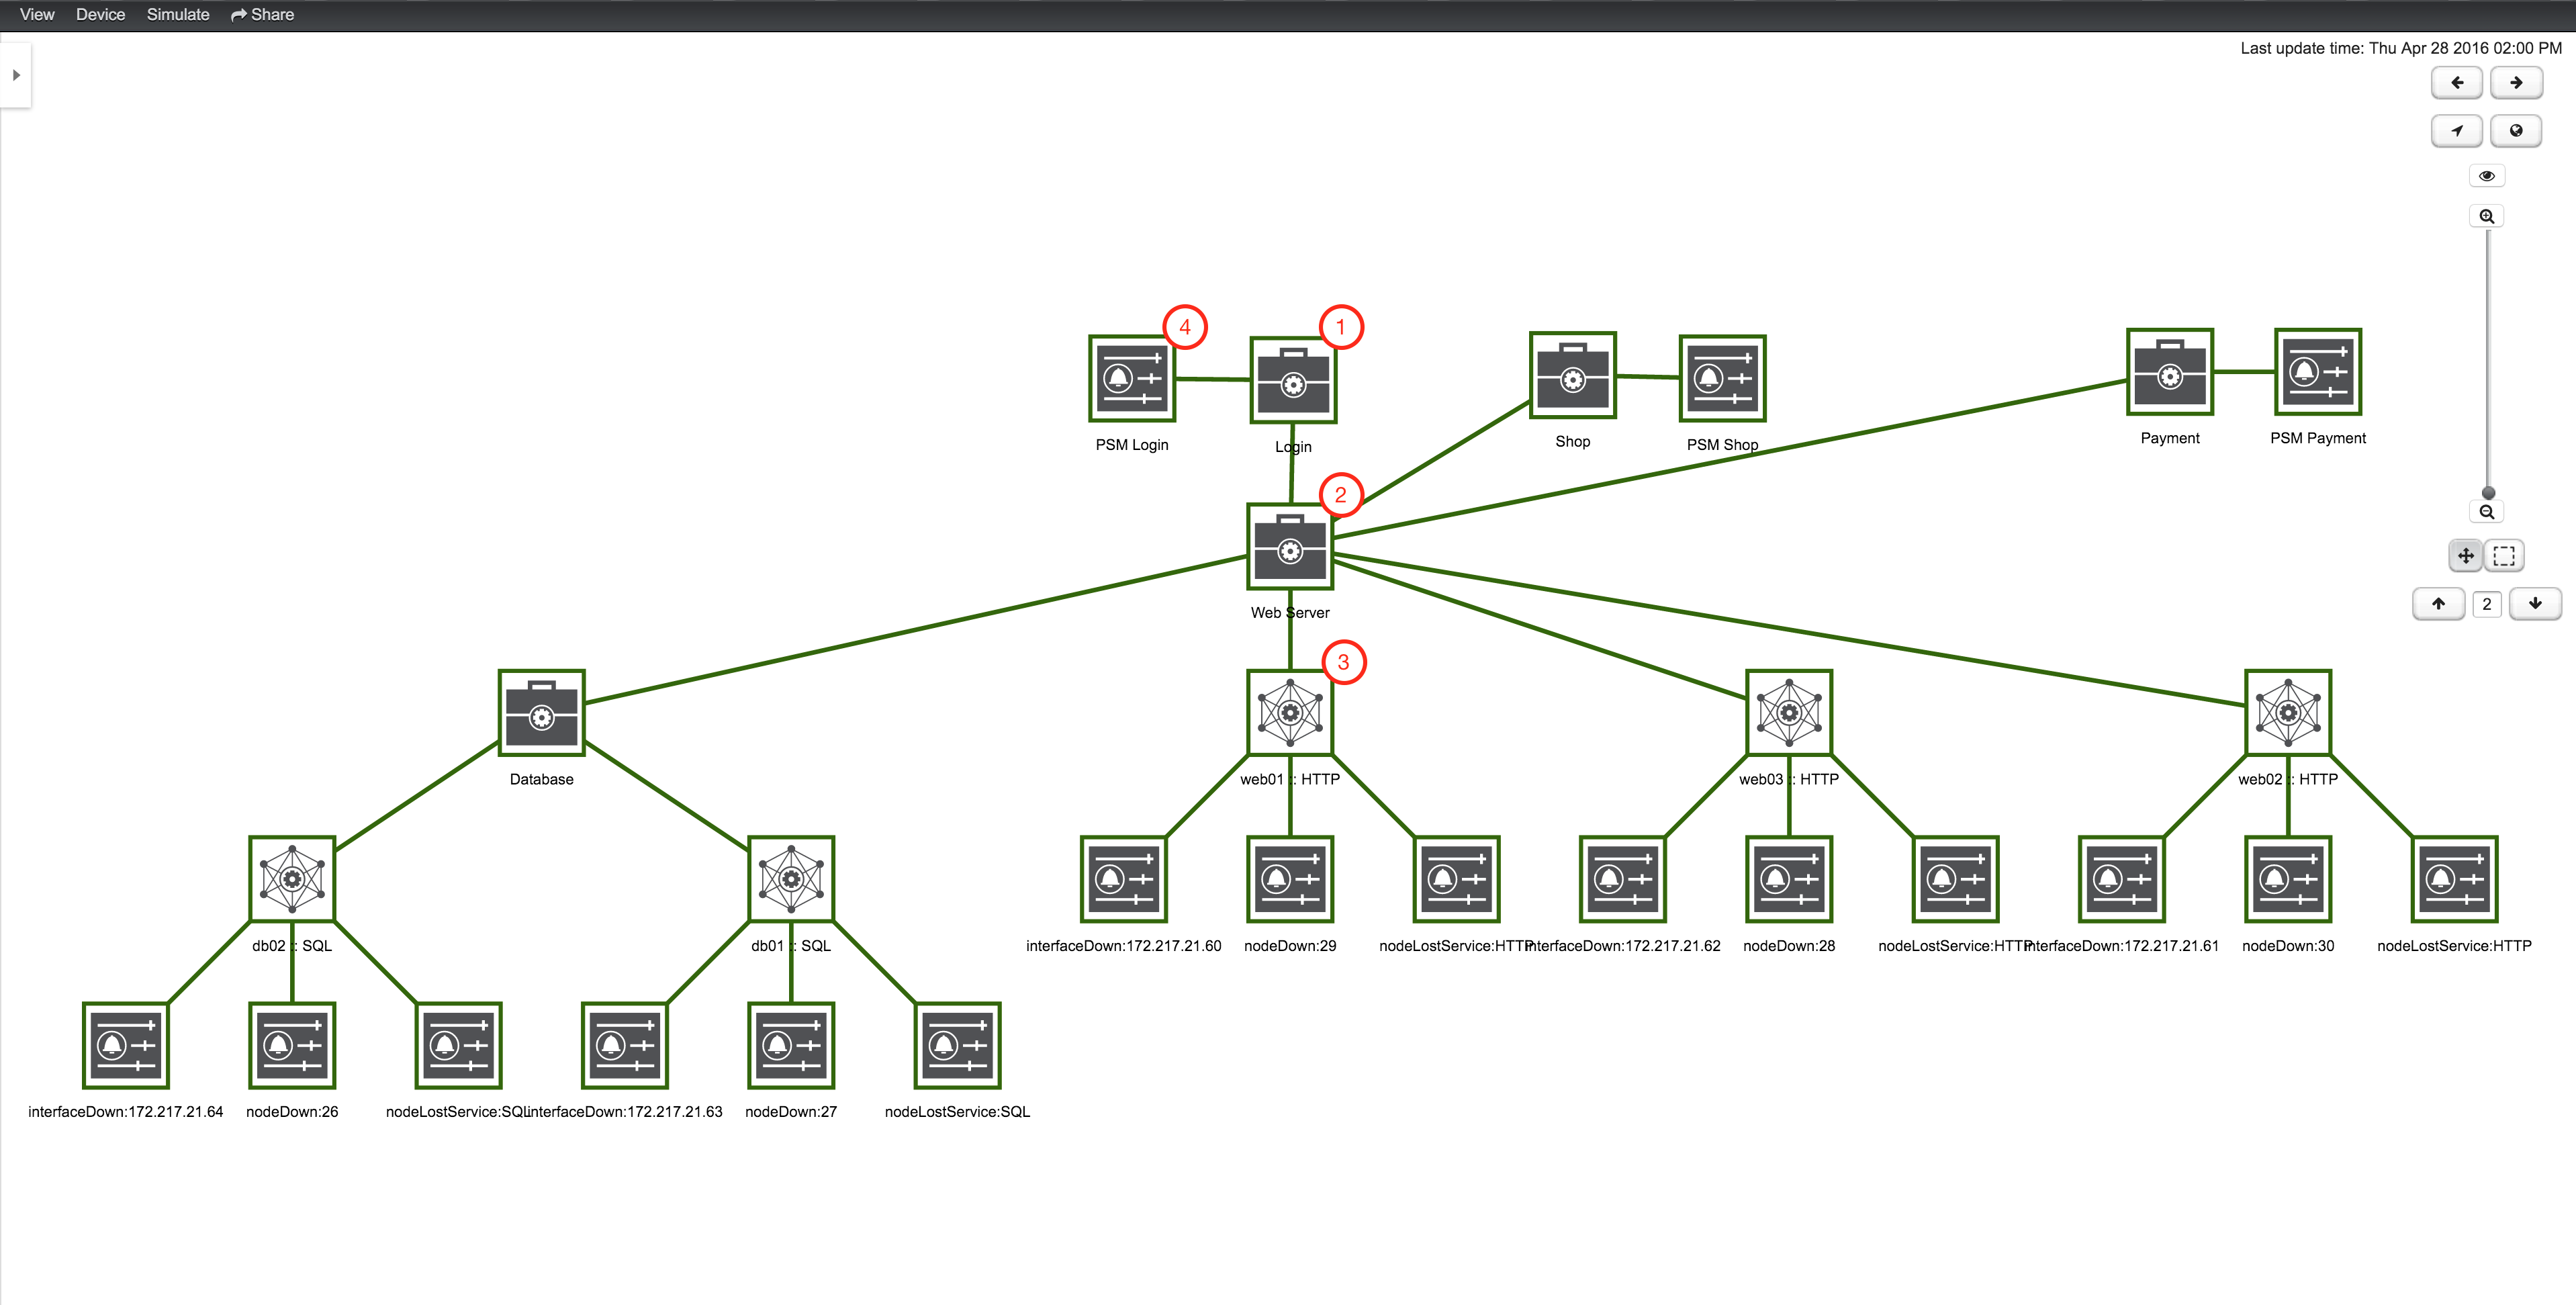 View Device Simulate Share
Last update time: Thu Apr 28 2016 02:00 PM
4
1
PSM Login
Login
Shop
PSM Shop
Payment
PSM Payment
2
Web Server
2
3
Database
web01 :: HTTP
web03 :: HTTP
web02 :: HTTP
db02 :: SQL
db01 :: SQL
interfaceDown:172.217.21.60
nodeDown:29
nodeLostService:HTTP
interfaceDown:172.217.21.62
nodeDown:28
nodeLostService:HTTP
interfaceDown:172.217.21.61
nodeDown:30
nodeLostService:HTTP
interfaceDown:172.217.21.64
nodeDown:26
nodeLostService:SQL
interfaceDown:172.217.21.63
nodeDown:27
nodeLostService:SQL